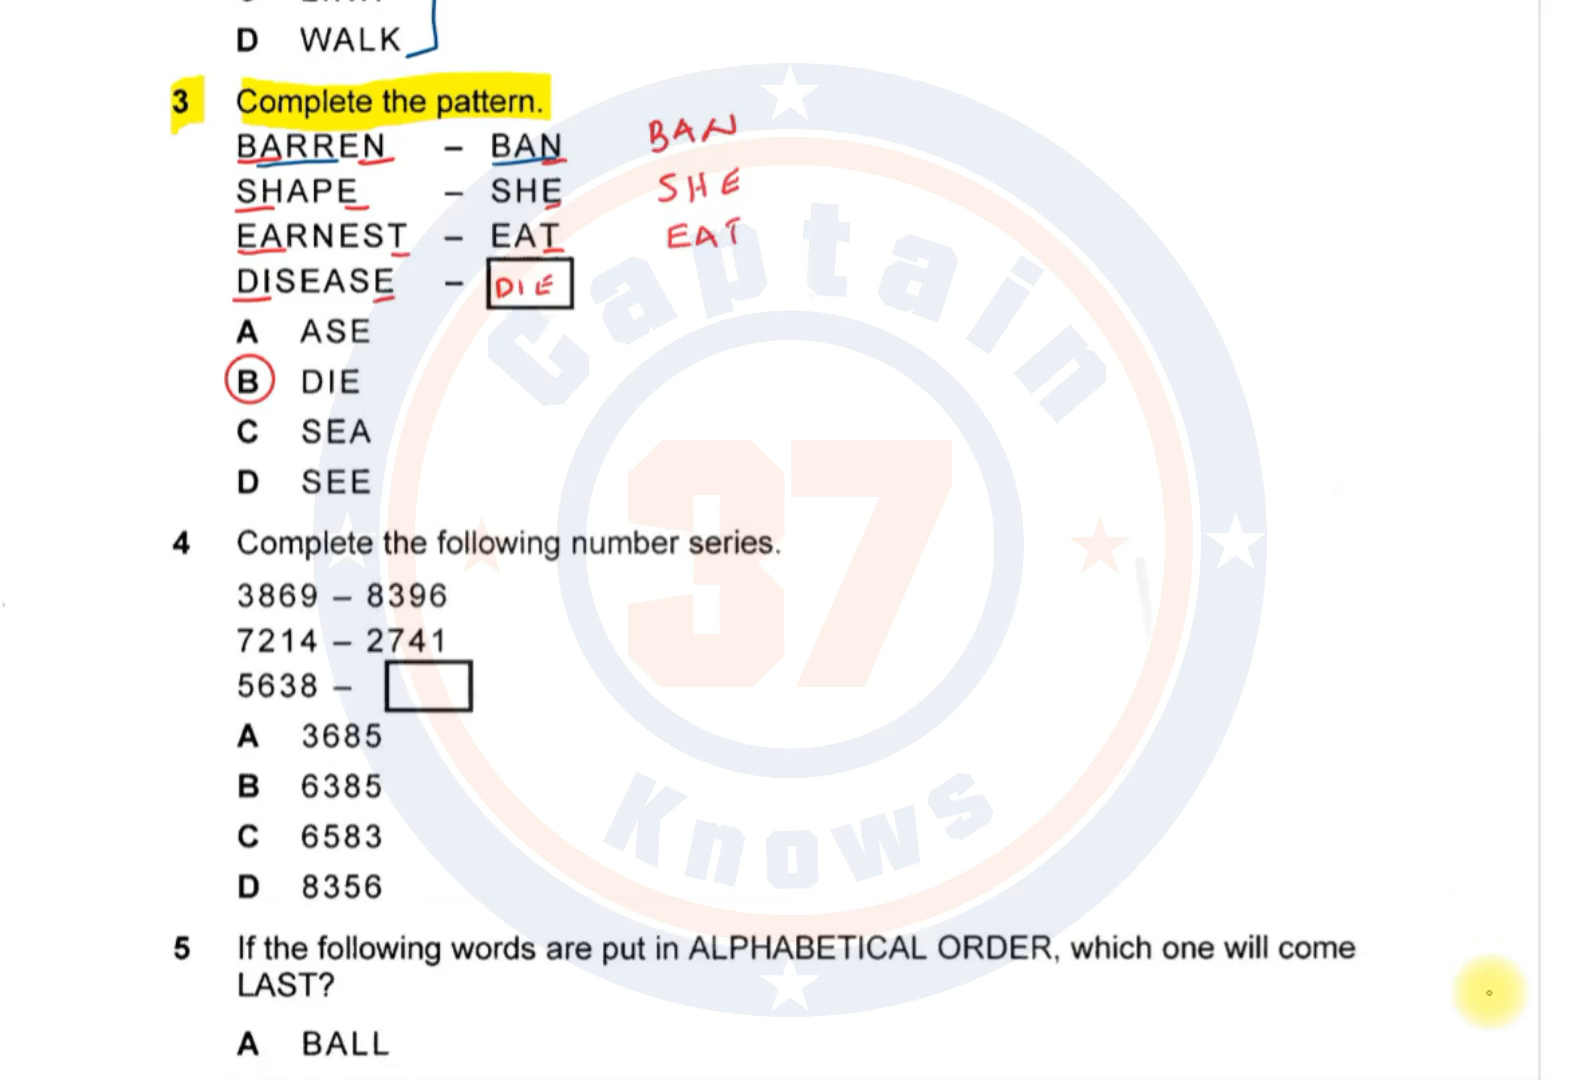 D WALK
3 Complete the pattern.
BARREN – BAN BAN
SHAPE – SHE SHE
EARNEST – EAT EAT
DISEASE – DIE
A ASE
B DIE
C SEA
D SEE
4 Complete the following number series.
3869 – 8396
7214 – 2741
5638 –
A 3685
B 6385
C 6583
D 8356
5 If the following words are put in ALPHABETICAL ORDER, which one will come
LAST?
A BALL
Captain
37
Knows